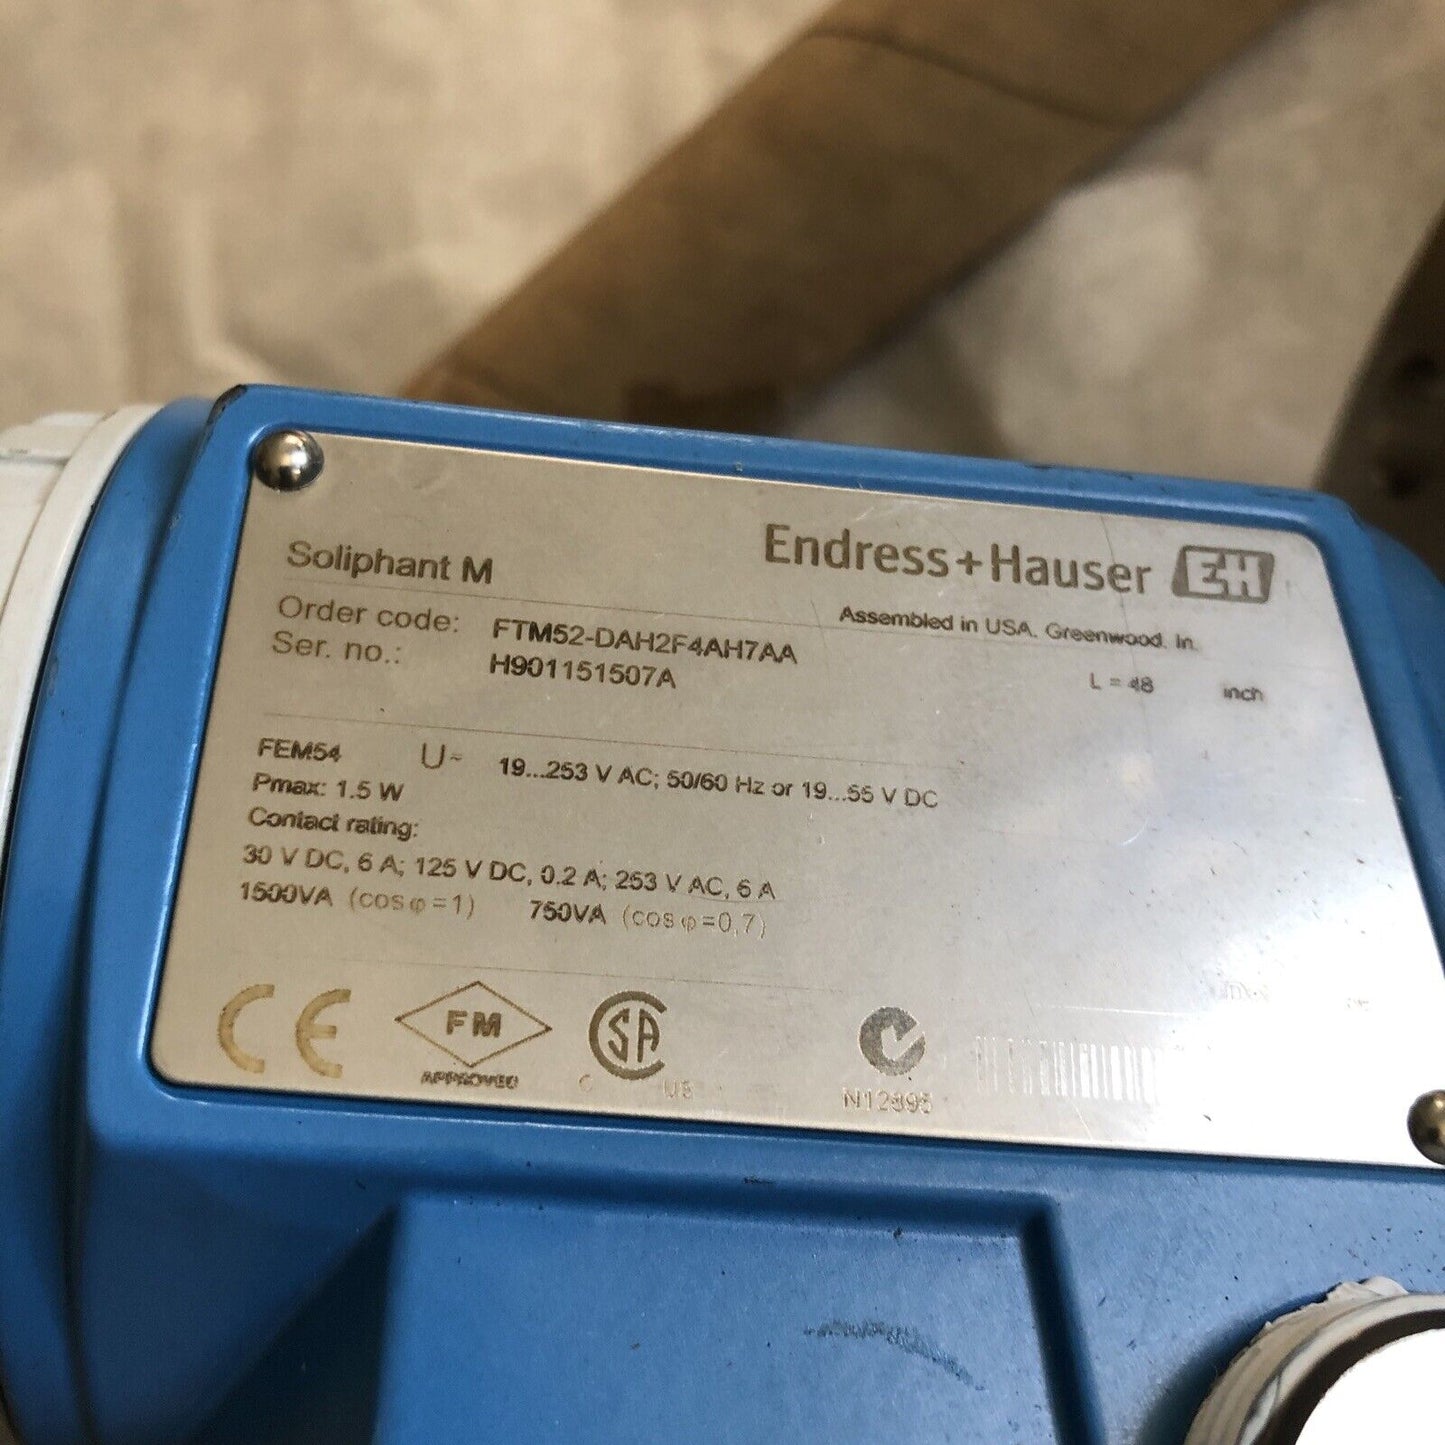 Soliphant M
Endress+Hauser EH
Order code: FTM52-DAH2F4AH7AA
Assembled in USA, Greenwood, In.
Ser. no.: H901151507A
L = 48 inch
FEM54 U~ 19...253 V AC; 50/60 Hz or 19...55 V DC
Pmax: 1.5 W
Contact rating:
30 V DC, 6 A; 125 V DC, 0.2 A; 253 V AC, 6 A
1500VA (cos φ=1) 750VA (cos φ=0,7)
CE
FM
APPROVED
SA
C US
N12895